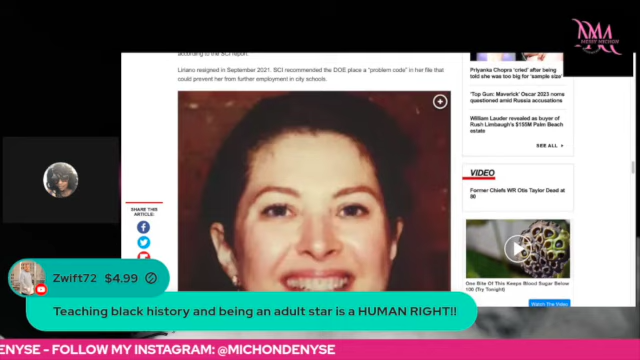 according to the SCI report.
Liriano resigned in September 2021. SCI recommended the DOE place a "problem code" in her file that
could prevent her from further employment in city schools.
SHARE THIS
ARTICLE:
Priyanka Chopra 'cried' after being
told she was too big for 'sample size'
'Top Gun: Maverick' Oscar 2023 noms
questioned amid Russia accusations
William Lauder revealed as buyer of
Rush Limbaugh's $155M Palm Beach
estate
SEE ALL
VIDEO
Former Chiefs WR Otis Taylor Dead at
80
One Bite Of This Keeps Blood Sugar Below
100 (Try Tonight)
Watch The Video
Zwift72 $4.99
Teaching black history and being an adult star is a HUMAN RIGHT!!
ENYSE - FOLLOW MY INSTAGRAM: @MICHONDENYSE